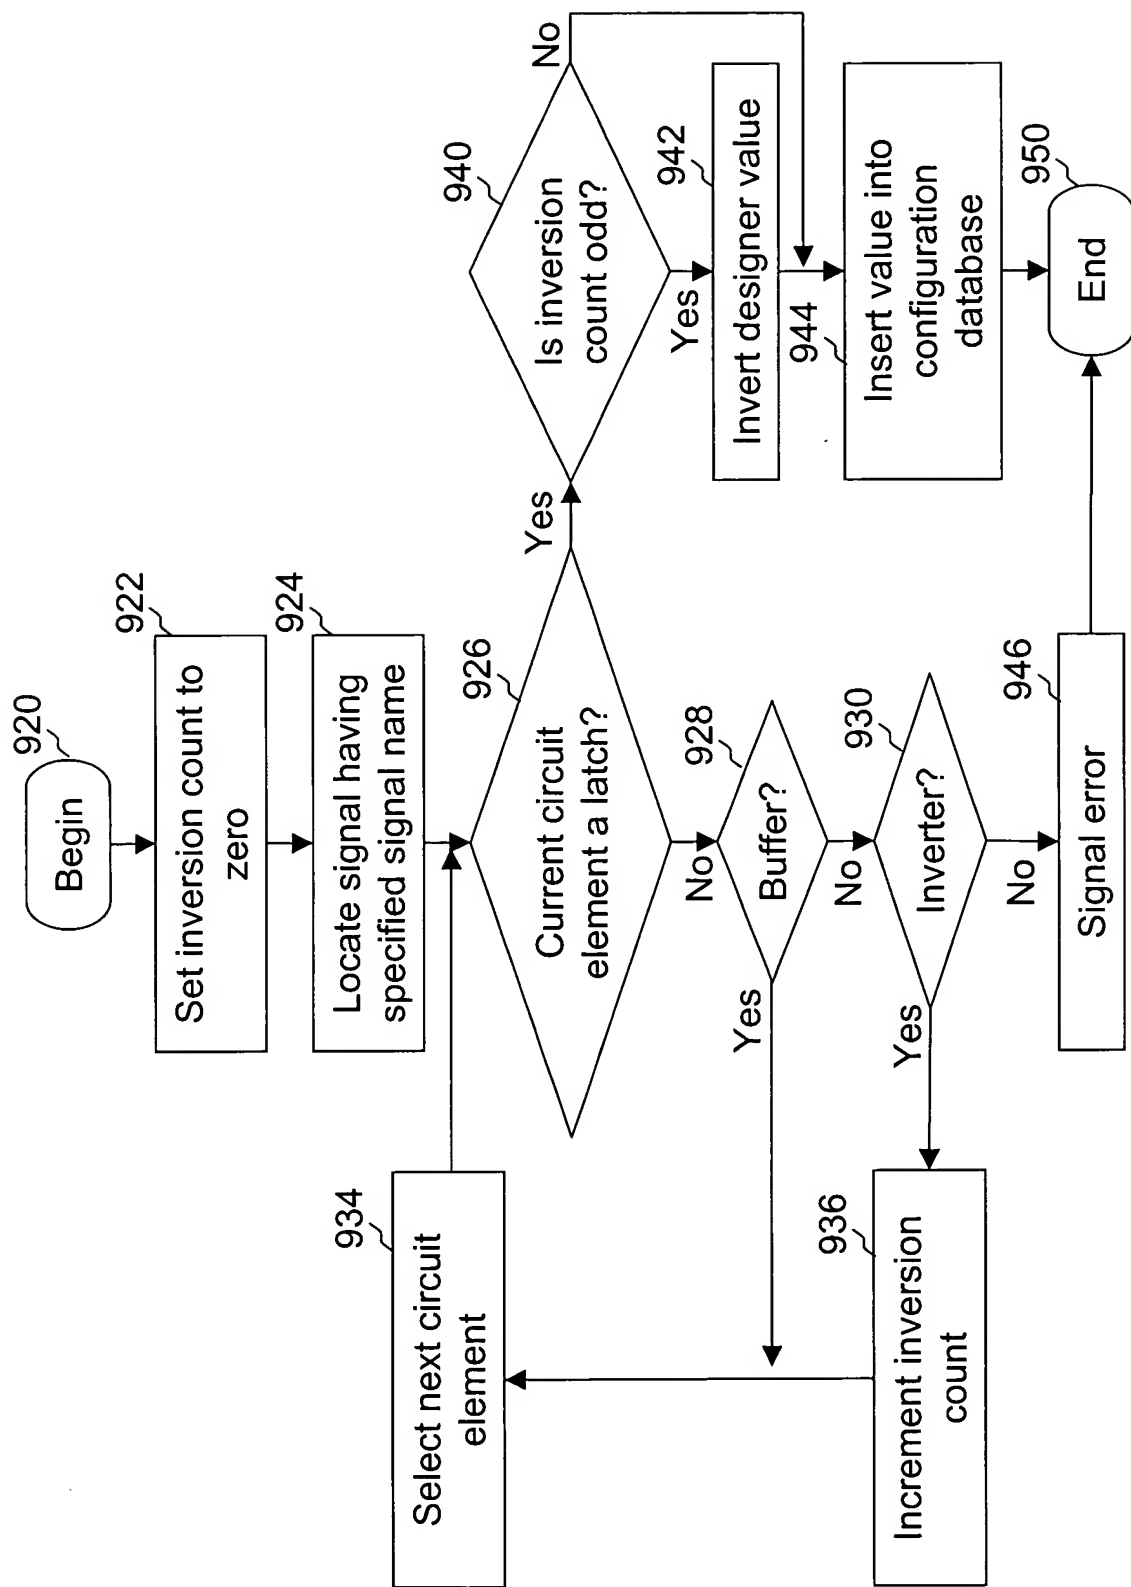 920
Begin
922
Set inversion count to
zero
924
Locate signal having
specified signal name
934
Select next circuit
element
926
Current circuit
element a latch?
Yes
No
940
Is inversion
count odd?
No
Yes
928
Buffer?
Yes
No
942
Invert designer value
930
Inverter?
Yes
No
944
Insert value into
configuration
database
936
Increment inversion
count
946
Signal error
950
End